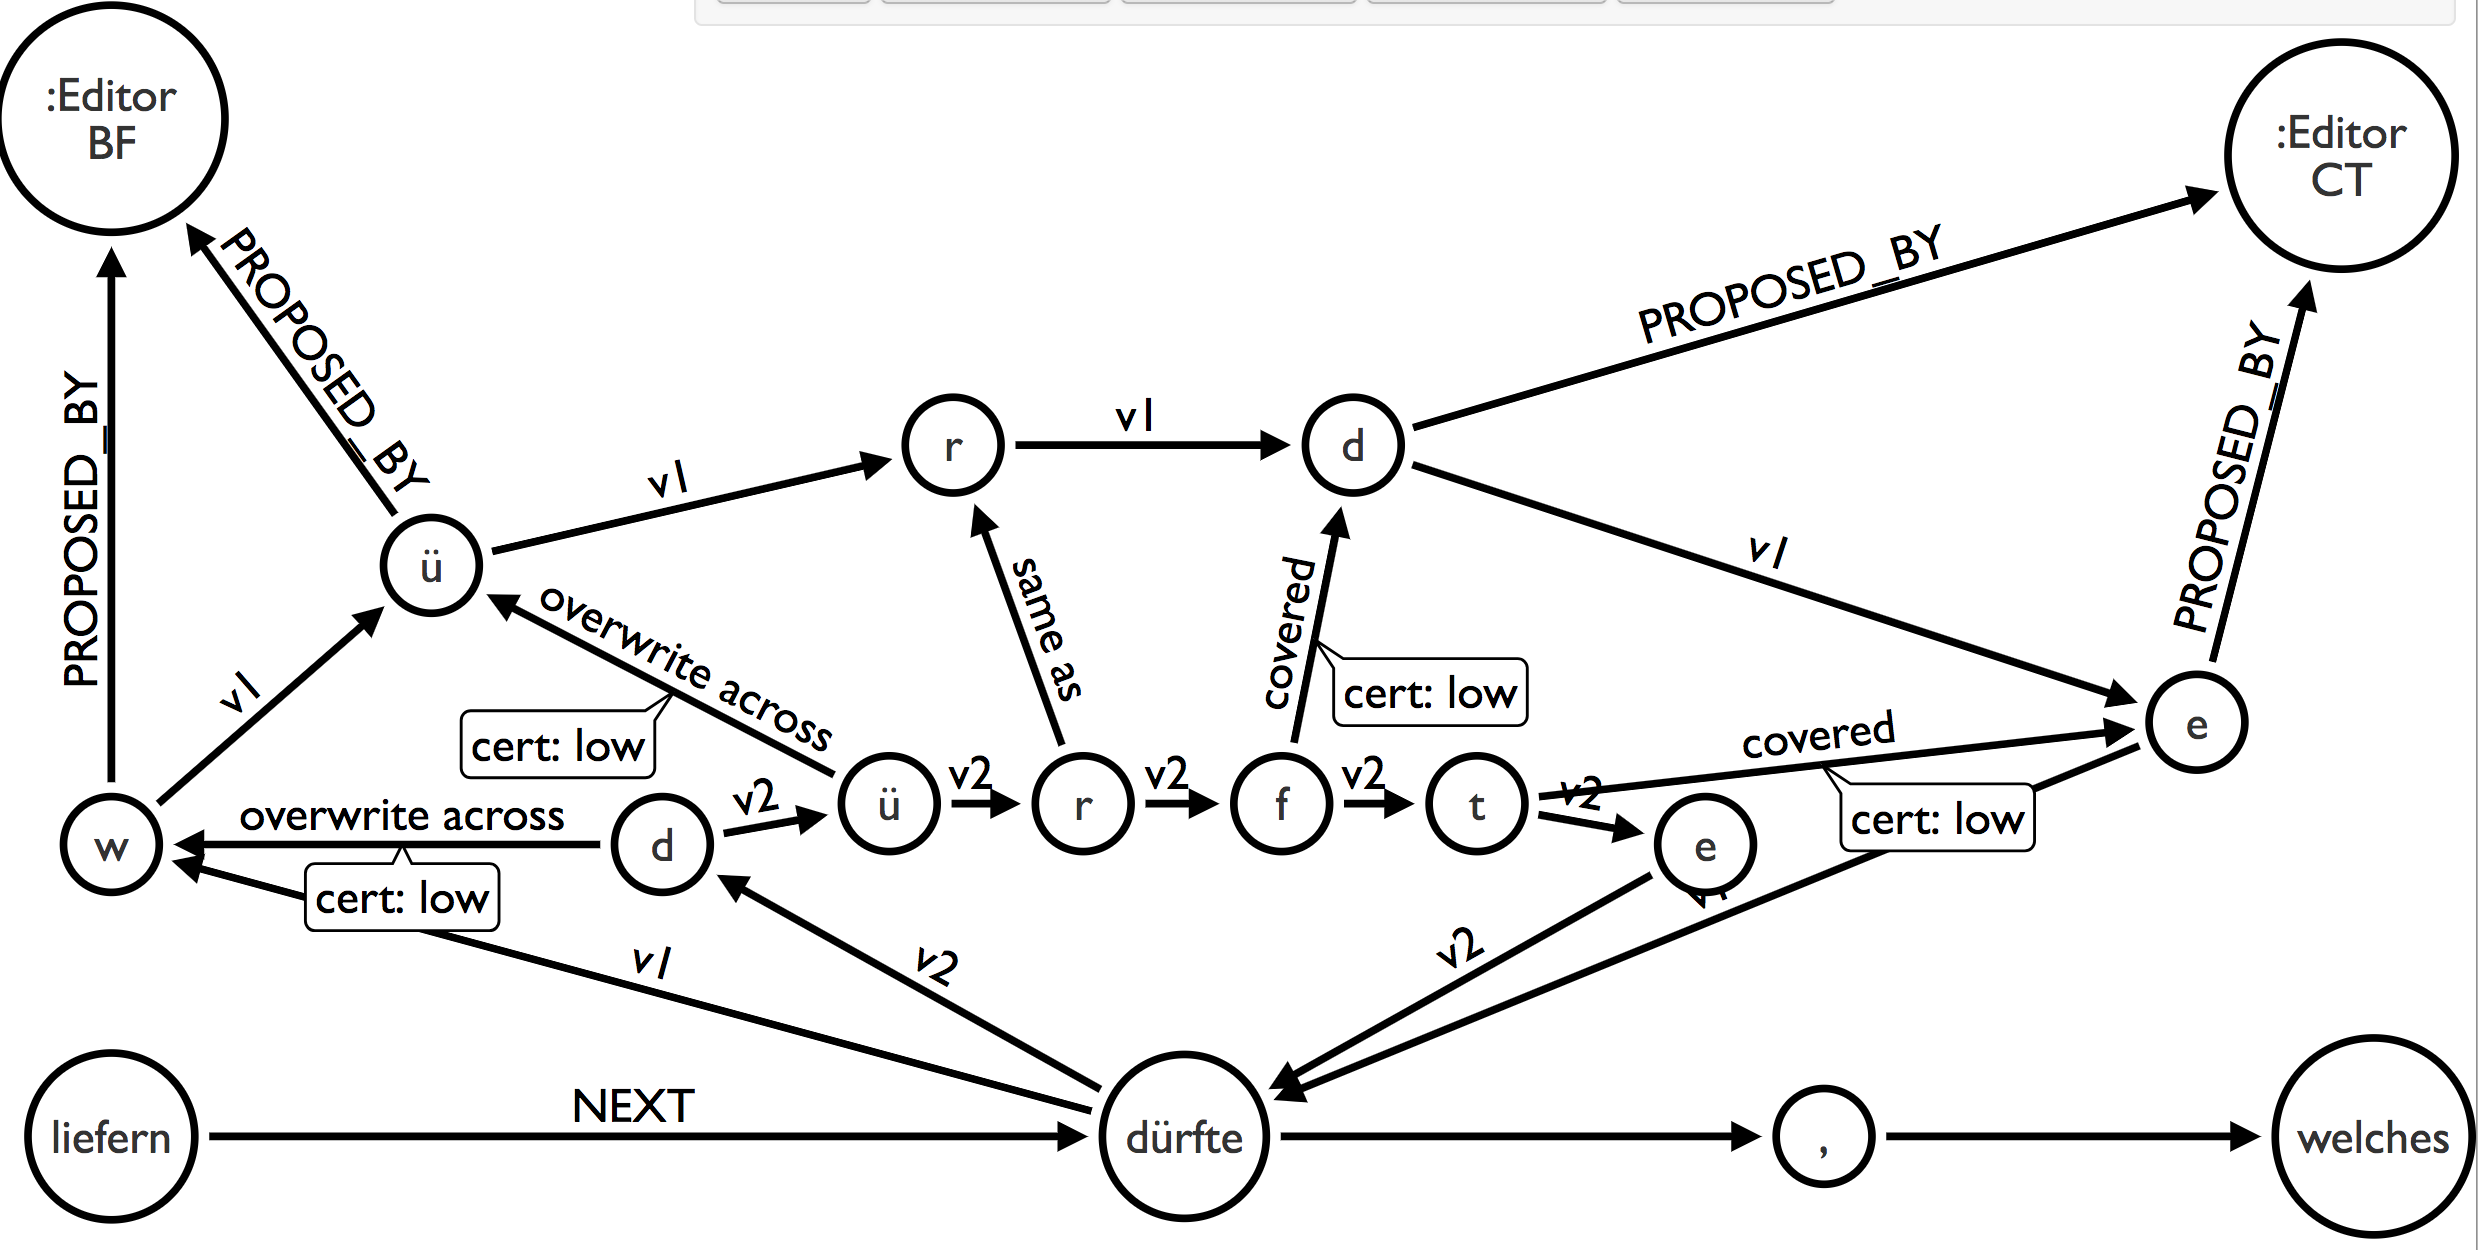 :Editor
BF
:Editor
CT
PROPOSED_BY
PROPOSED_BY
PROPOSED_BY
PROPOSED_BY
r
v1
d
v1
ü
v1
same as
covered
cert: low
overwrite across
cert: low
v1
covered
e
cert: low
w
overwrite across
cert: low
d
v2
ü
v2
r
v2
f
v2
t
v2
e
v1
v2
v2
liefern
NEXT
dürfte
,
welches